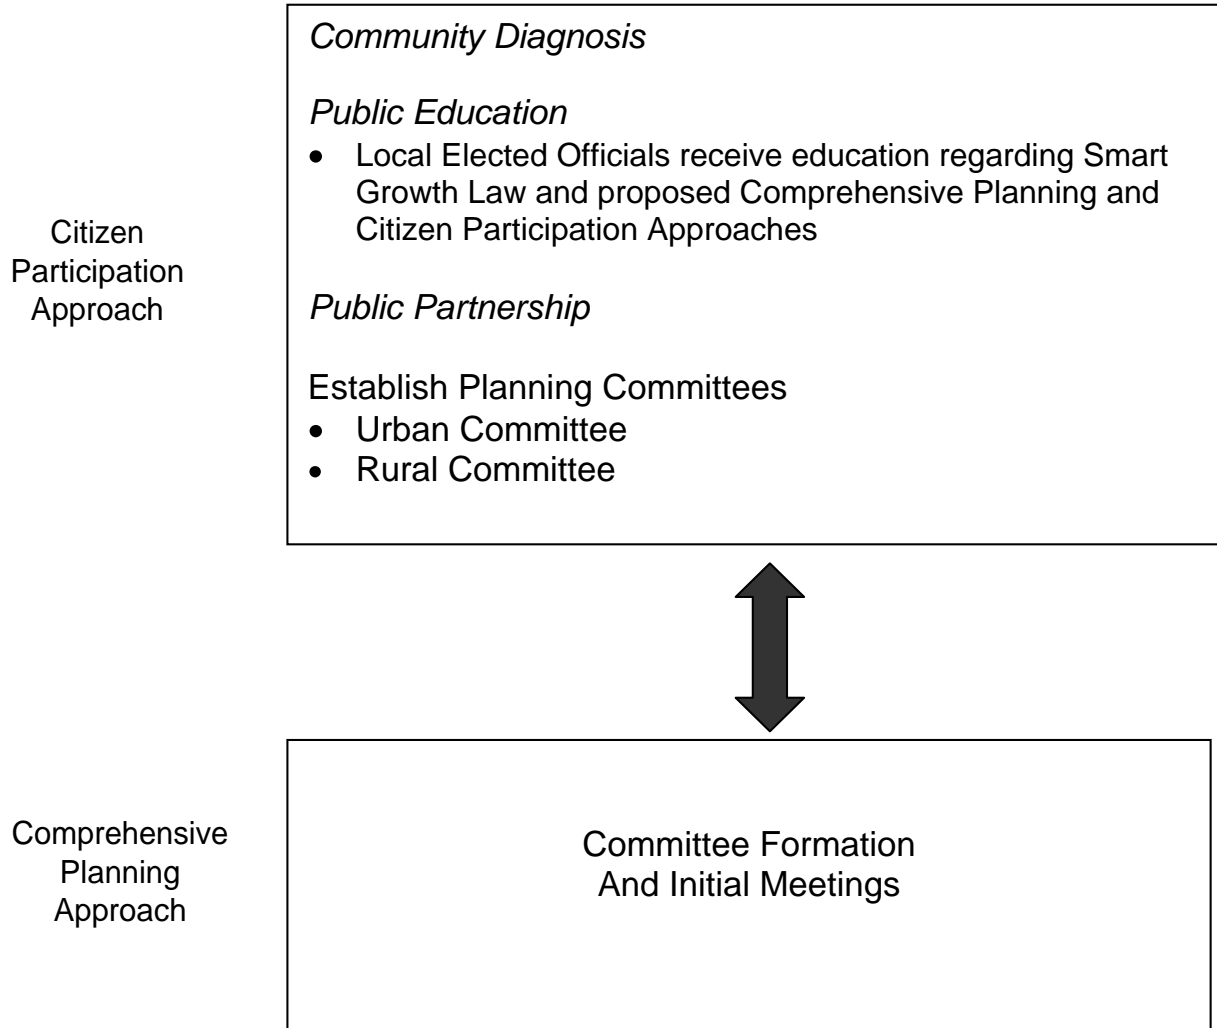 Community Diagnosis
Public Education
• Local Elected Officials receive education regarding Smart
Growth Law and proposed Comprehensive Planning and
Citizen Participation Approaches
Citizen
Participation
Approach
Public Partnership
Establish Planning Committees
• Urban Committee
• Rural Committee
Comprehensive
Planning
Approach
Committee Formation
And Initial Meetings